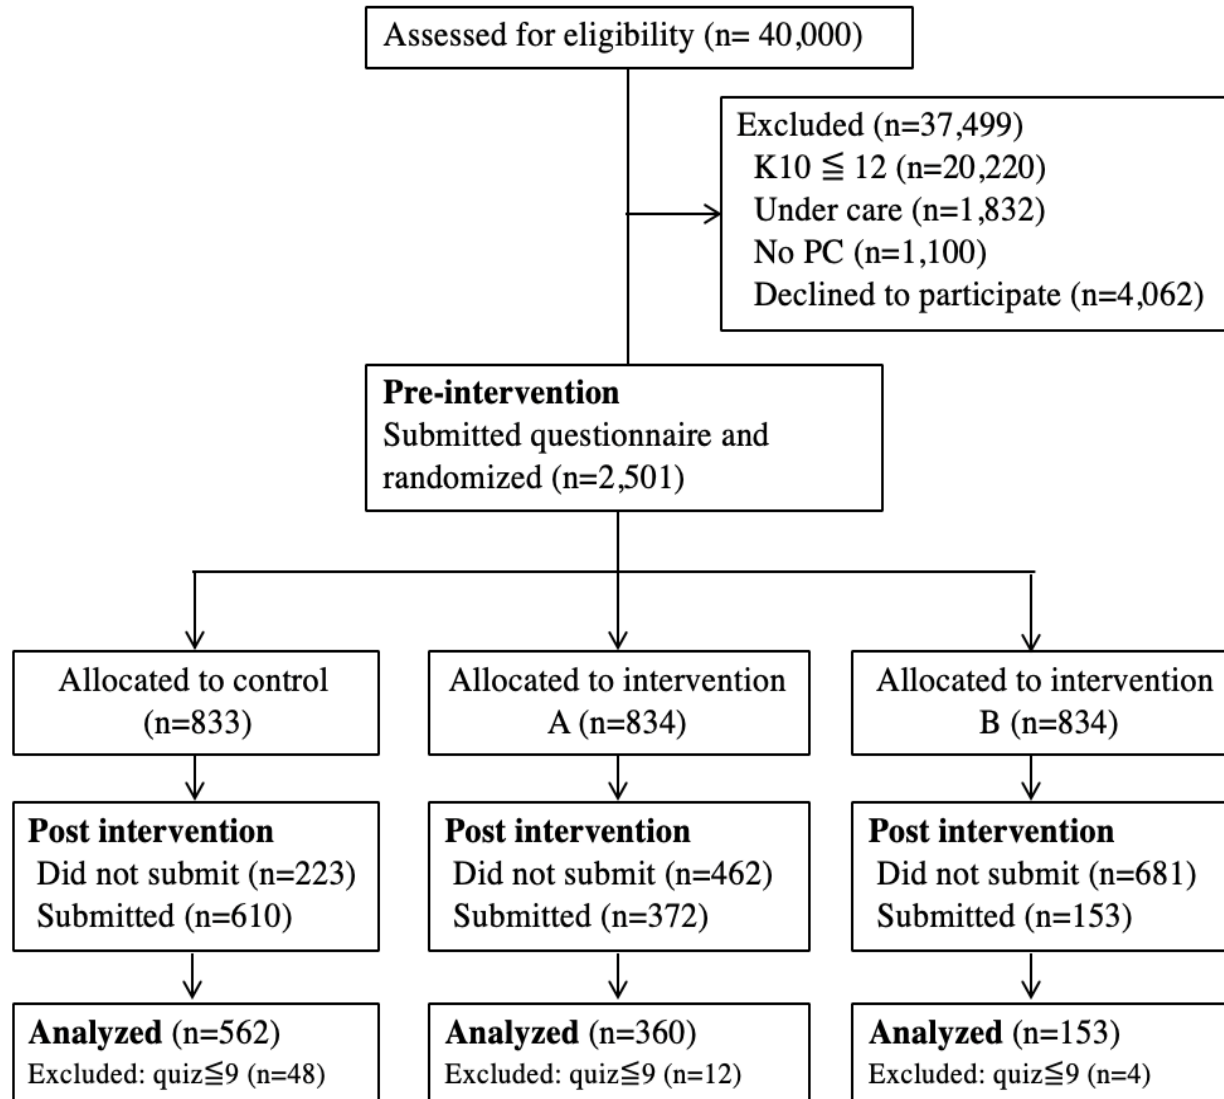 Assessed for eligibility (n= 40,000)
Excluded (n=37,499)
K10 ≦ 12 (n=20,220)
Under care (n=1,832)
No PC (n=1,100)
Declined to participate (n=4,062)
Pre-intervention
Submitted questionnaire and
randomized (n=2,501)
Allocated to control
(n=833)
Allocated to intervention
A (n=834)
Allocated to intervention
B (n=834)
Post intervention
Did not submit (n=223)
Submitted (n=610)
Post intervention
Did not submit (n=462)
Submitted (n=372)
Post intervention
Did not submit (n=681)
Submitted (n=153)
Analyzed (n=562)
Excluded: quiz≦9 (n=48)
Analyzed (n=360)
Excluded: quiz≦9 (n=12)
Analyzed (n=153)
Excluded: quiz≦9 (n=4)